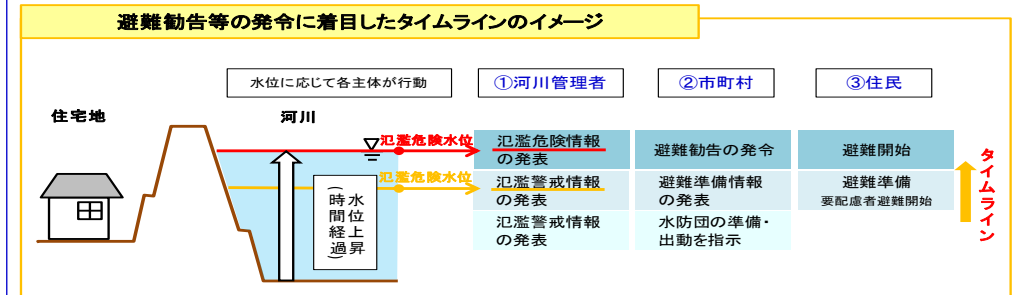 避難勧告等の発令に着目したタイムラインのイメージ
水位に応じて各主体が行動
①河川管理者
②市町村
③住民
住宅地
河川
氾濫危険水位
氾濫危険情報
の発表
避難勧告の発令
避難開始
氾濫危険水位
氾濫警戒情報
の発表
避難準備情報
の発表
避難準備
要配慮者避難開始
氾濫警戒情報
の発表
水防団の準備・
出動を指示
水位上昇
(時間経過)
タイムライン